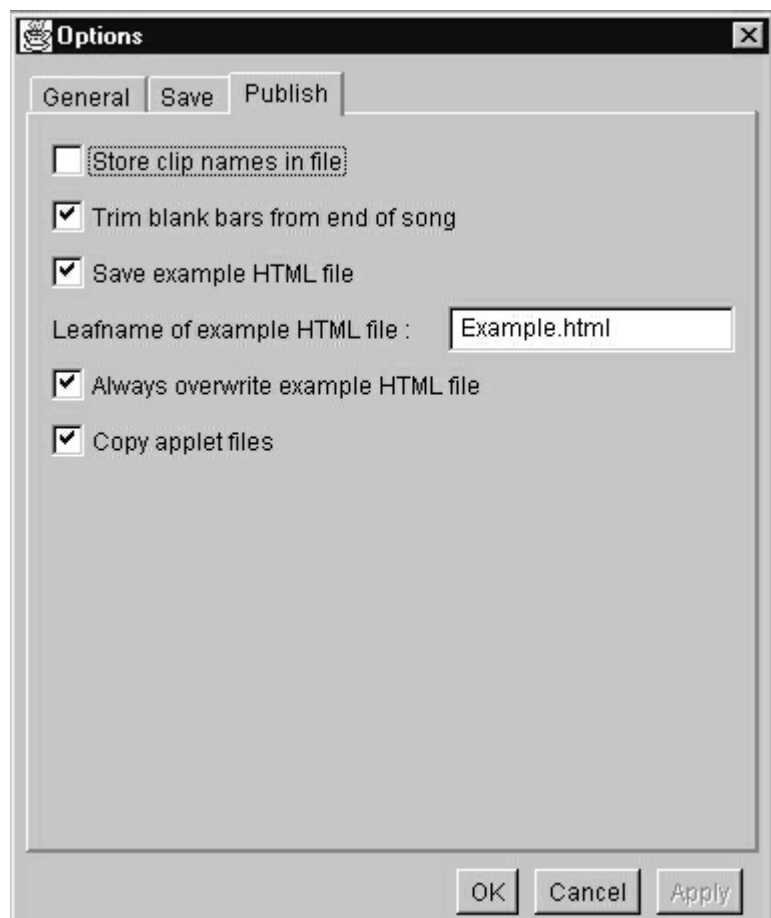 Options
General Save Publish
Store clip names in file
Trim blank bars from end of song
Save example HTML file
Leafname of example HTML file : Example.html
Always overwrite example HTML file
Copy applet files
OK Cancel Apply